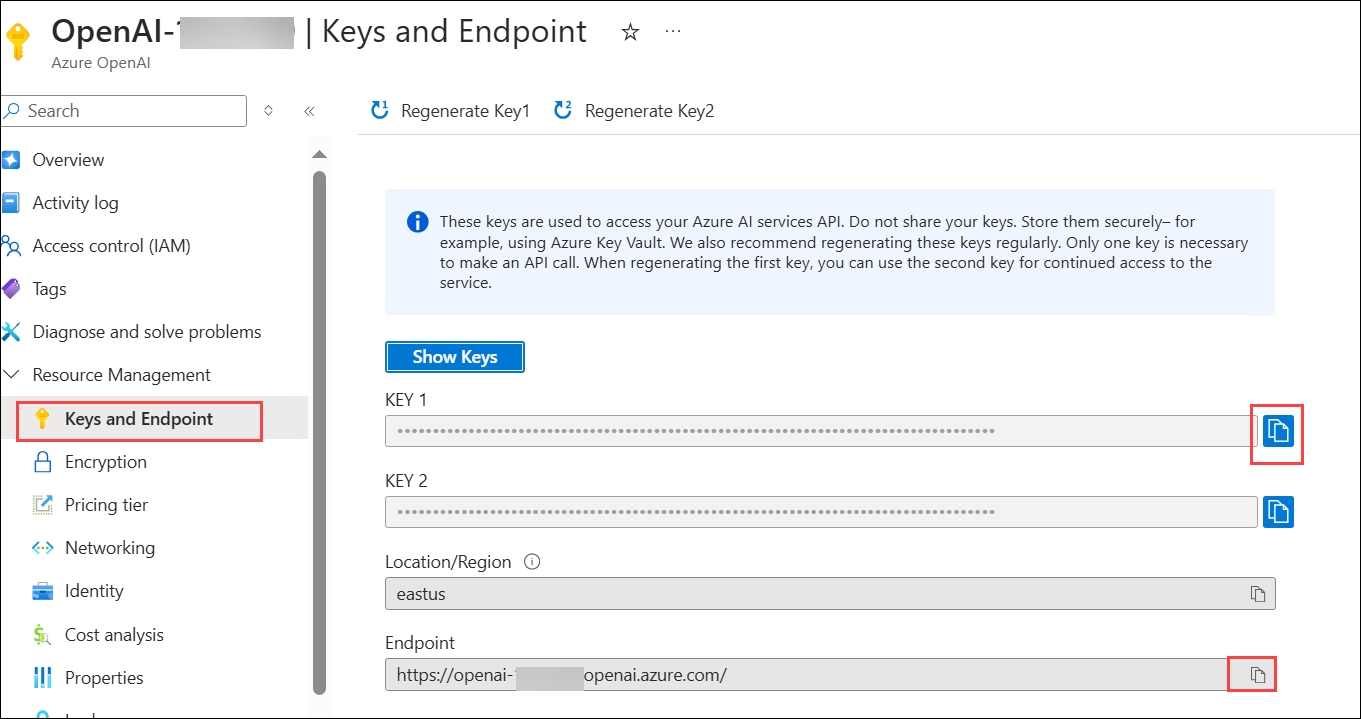 OpenAI- | Keys and Endpoint
Azure OpenAI
Search
Regenerate Key1 Regenerate Key2
Overview
Activity log
Access control (IAM)
Tags
Diagnose and solve problems
Resource Management
Keys and Endpoint
Encryption
Pricing tier
Networking
Identity
Cost analysis
Properties
These keys are used to access your Azure AI services API. Do not share your keys. Store them securely– for
example, using Azure Key Vault. We also recommend regenerating these keys regularly. Only one key is necessary
to make an API call. When regenerating the first key, you can use the second key for continued access to the
service.
Show Keys
KEY 1
KEY 2
Location/Region
eastus
Endpoint
https://openai- openai.azure.com/